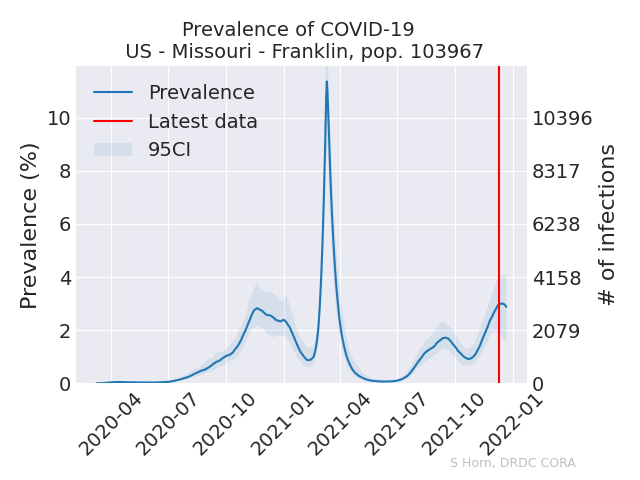 Prevalence of COVID-19
US - Missouri - Franklin, pop. 103967
Prevalence
Latest data
95CI
Prevalence (%)
10
8
6
4
2
0
10396
8317
6238
4158
2079
0
# of infections
2020-04
2020-07
2020-10
2021-01
2021-04
2021-07
2021-10
2022-01
S Horn, DRDC CORA